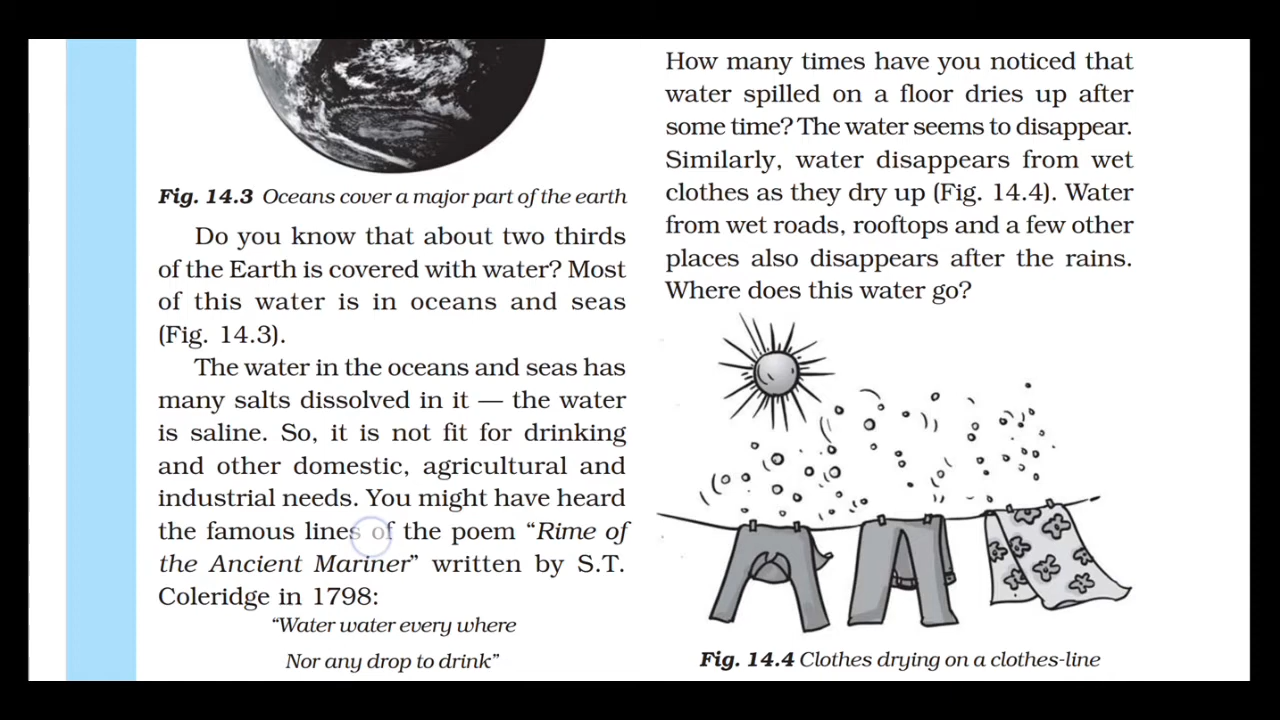 Fig. 14.3 Oceans cover a major part of the earth
Do you know that about two thirds
of the Earth is covered with water? Most
of this water is in oceans and seas
(Fig. 14.3).
The water in the oceans and seas has
many salts dissolved in it — the water
is saline. So, it is not fit for drinking
and other domestic, agricultural and
industrial needs. You might have heard
the famous lines of the poem “Rime of
the Ancient Mariner” written by S.T.
Coleridge in 1798:
“Water water every where
Nor any drop to drink”
How many times have you noticed that
water spilled on a floor dries up after
some time? The water seems to disappear.
Similarly, water disappears from wet
clothes as they dry up (Fig. 14.4). Water
from wet roads, rooftops and a few other
places also disappears after the rains.
Where does this water go?
Fig. 14.4 Clothes drying on a clothes-line